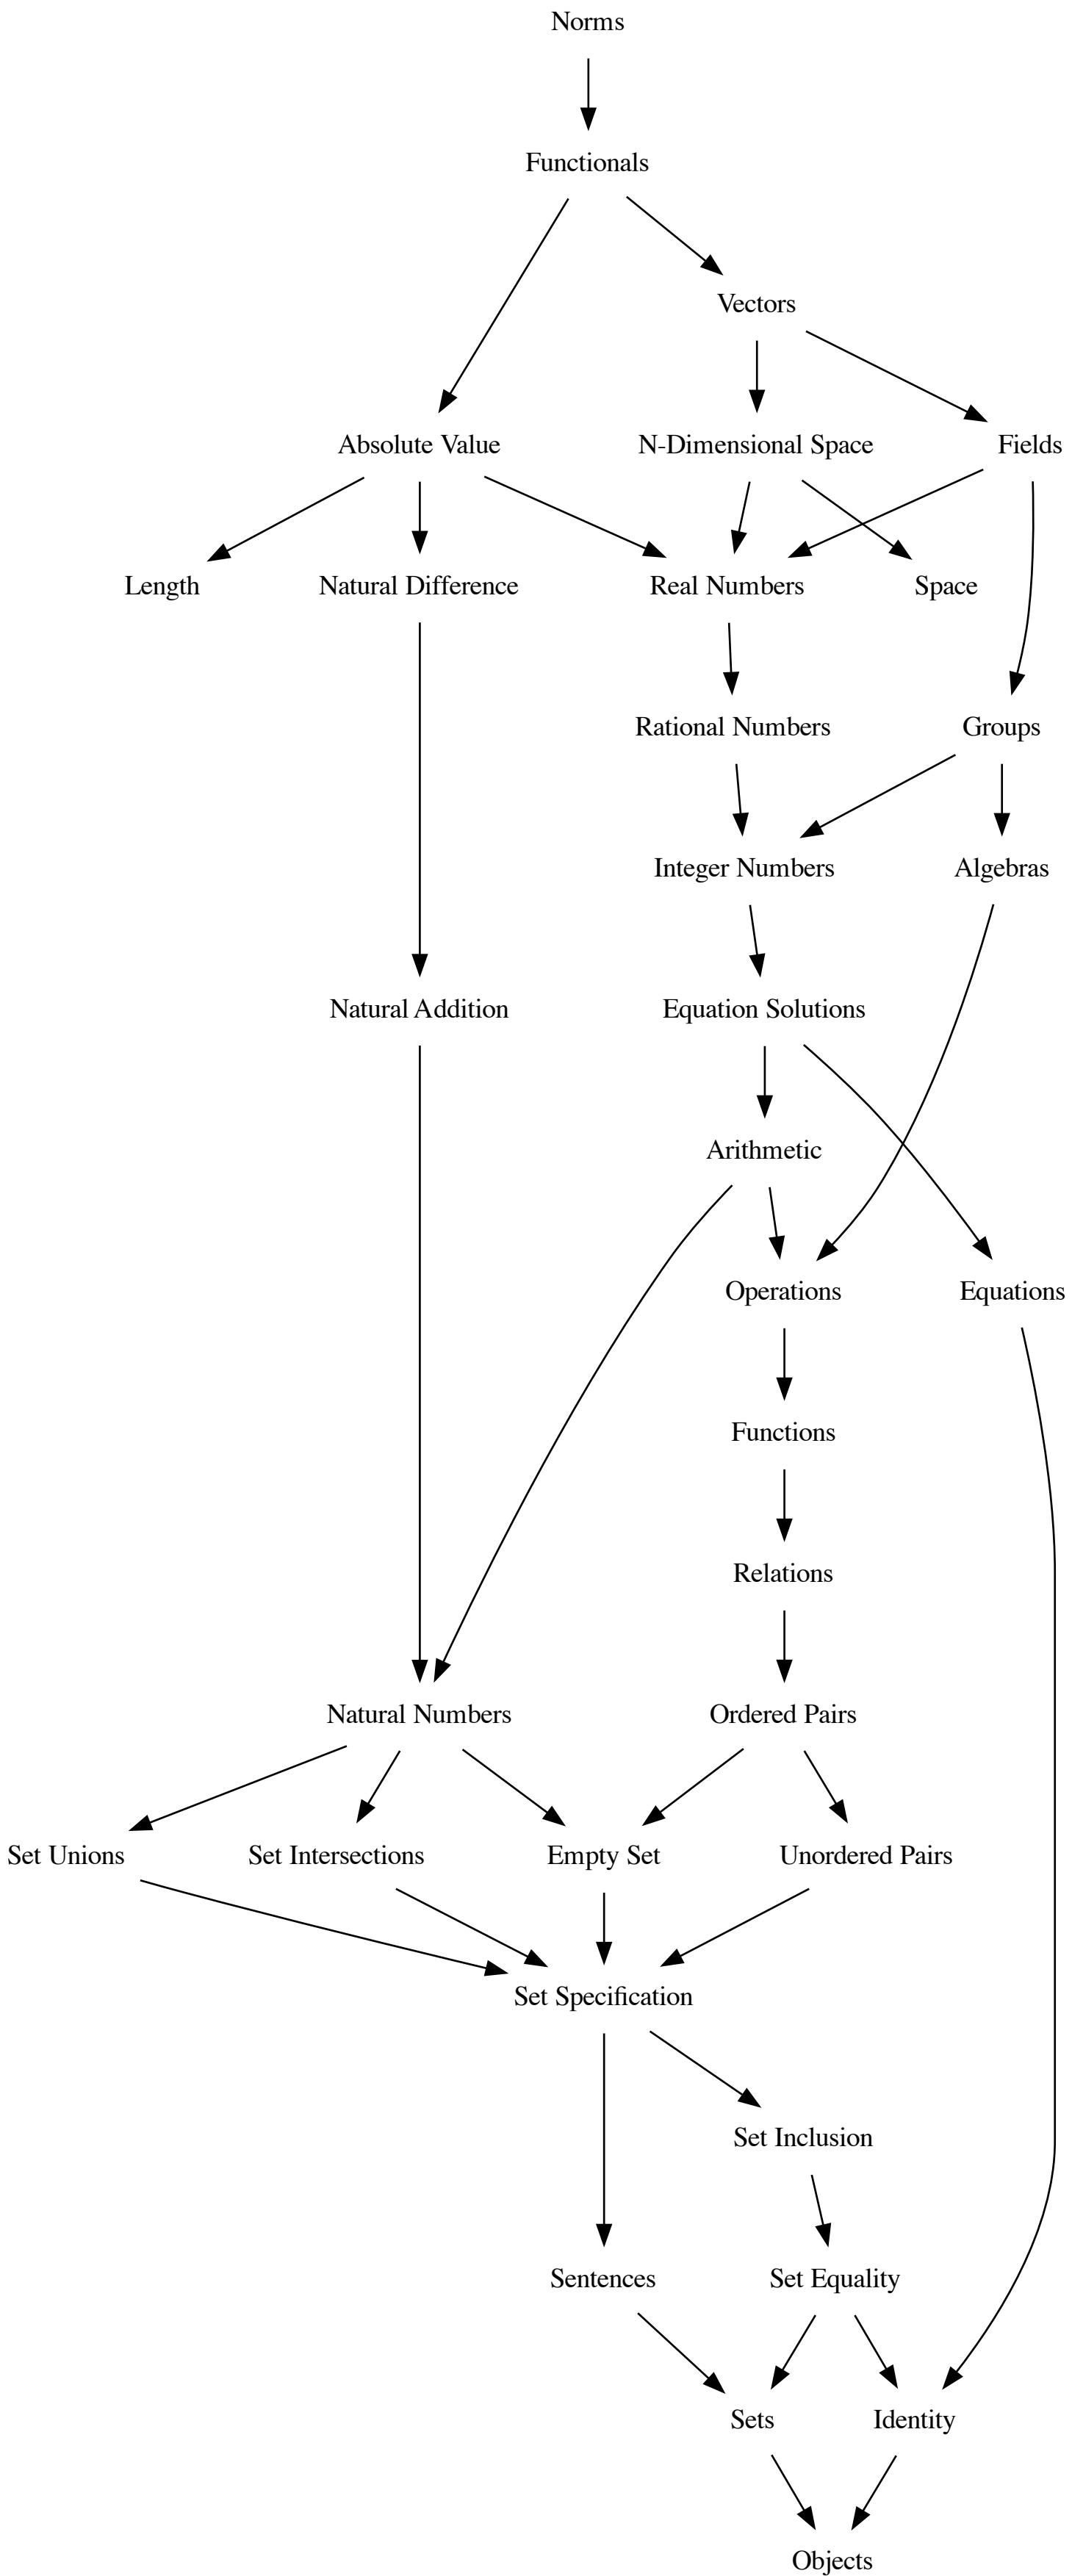 Norms
Functionals
Vectors
Absolute Value
N-Dimensional Space
Fields
Length
Natural Difference
Real Numbers
Space
Rational Numbers
Groups
Integer Numbers
Algebras
Natural Addition
Equation Solutions
Arithmetic
Operations
Equations
Functions
Relations
Natural Numbers
Ordered Pairs
Set Unions
Set Intersections
Empty Set
Unordered Pairs
Set Specification
Set Inclusion
Sentences
Set Equality
Sets
Identity
Objects